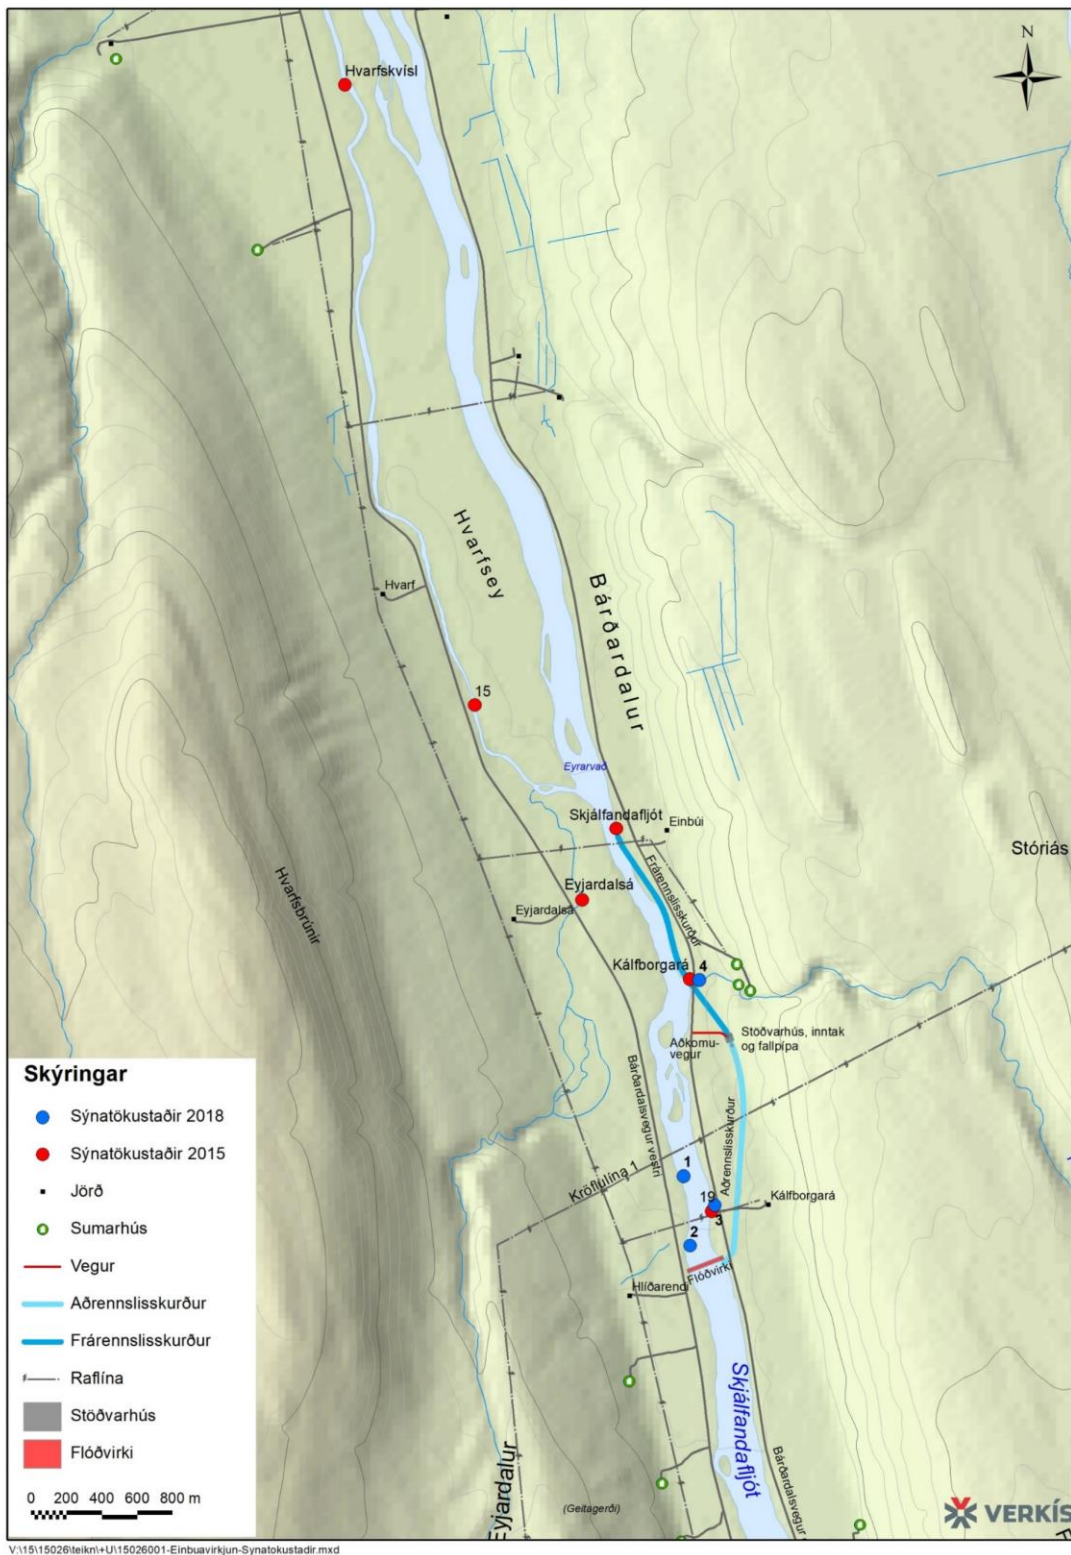 N
Hvarfskvísl
Hvarfsey
Bárðardalur
Hvarf
15
Eyrarvað
Skjálfandafljót
Einbúi
Stóriás
Frárennslisskurður
Hvarfsbrúnir
Eyjardalsá
Eyjardalsá
Kálfborgará
4
Stöðvarhús, inntak
og fallpípa
Aðkomu-
vegur
Bárðardalsvegur vestri
Aðrennslisskurður
Kröflulína 1
1
19
3
Kálfborgará
2
Flóðvirki
Hlíðarendi
Skjálfandafljót
Bárðardalsvegur
Eyjardalur
(Geitagerði)
Skýringar
Sýnatökustaðir 2018
Sýnatökustaðir 2015
Jörð
Sumarhús
Vegur
Aðrennslisskurður
Frárennslisskurður
Raflína
Stöðvarhús
Flóðvirki
0 200 400 600 800 m
VERKÍS
V:\15\15026\teikn\+U\15026001-Einbuavirkjun-Synatokustadir.mxd